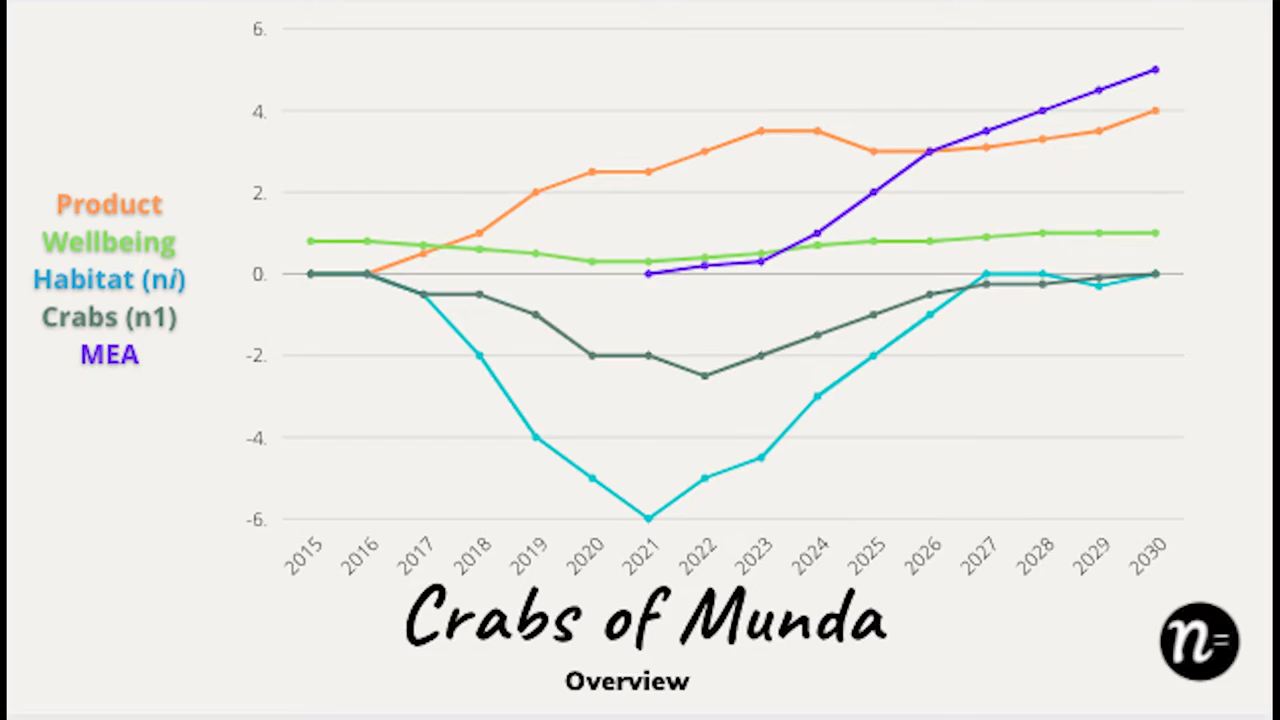 6.
4.
2.
0.
-2.
-4.
-6.
Product
Wellbeing
Habitat (ni)
Crabs (n1)
MEA
2015 2016 2017 2018 2019 2020 2021 2022 2023 2024 2025 2026 2027 2028 2029 2030
Crabs of Munda
Overview
n=